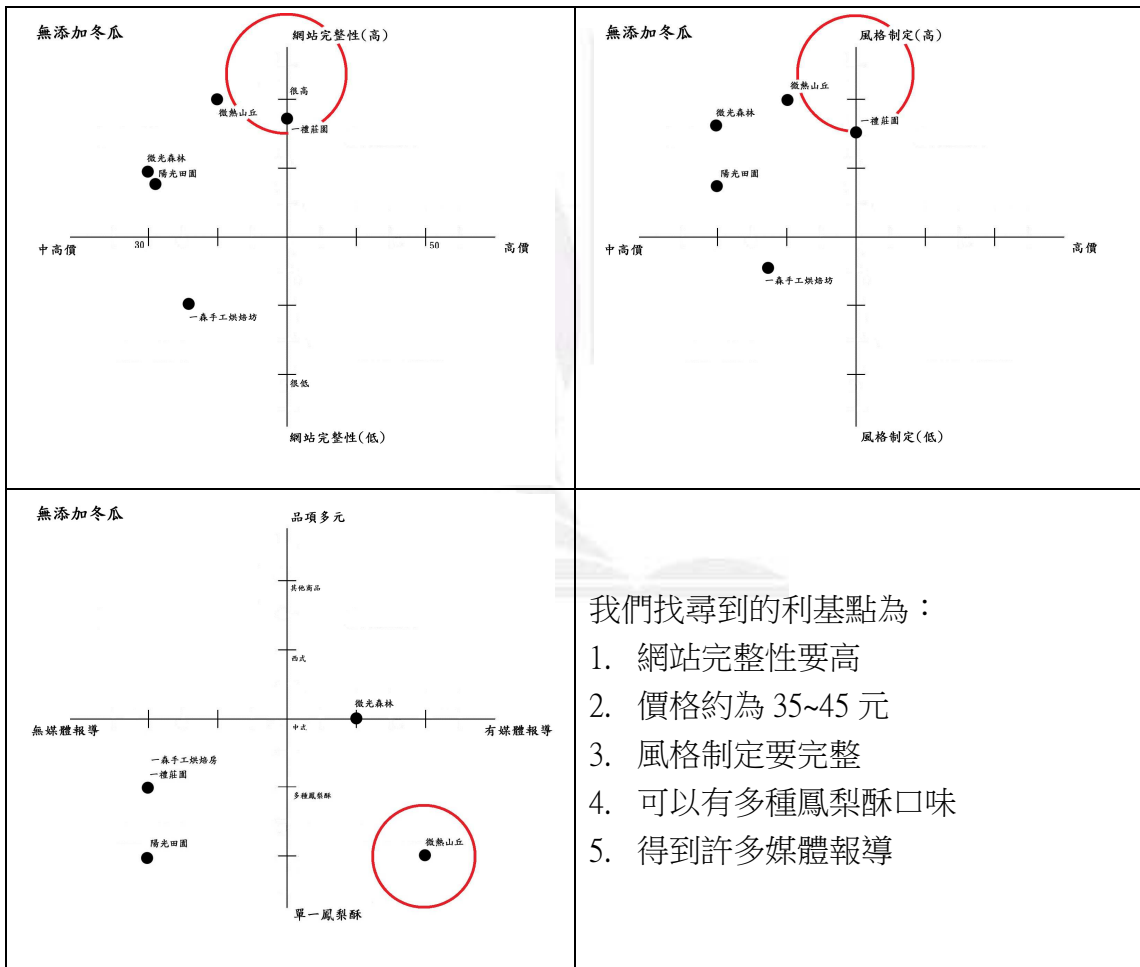 無添加冬瓜
網站完整性(高)
很高
微熱山丘
一禮莊園
微光森林
陽光田園
中高價
30
50
高價
一森手工烘焙坊
很低
網站完整性(低)
無添加冬瓜
風格制定(高)
微熱山丘
微光森林
一禮莊園
陽光田園
中高價
高價
一森手工烘焙坊
風格制定(低)
無添加冬瓜
品項多元
其他商品
西式
微光森林
無媒體報導
中式
有媒體報導
一森手工烘焙房
一禮莊園
多種鳳梨酥
陽光田園
微熱山丘
單一鳳梨酥
我們找尋到的利基點為：
1. 網站完整性要高
2. 價格約為 35~45 元
3. 風格制定要完整
4. 可以有多種鳳梨酥口味
5. 得到許多媒體報導